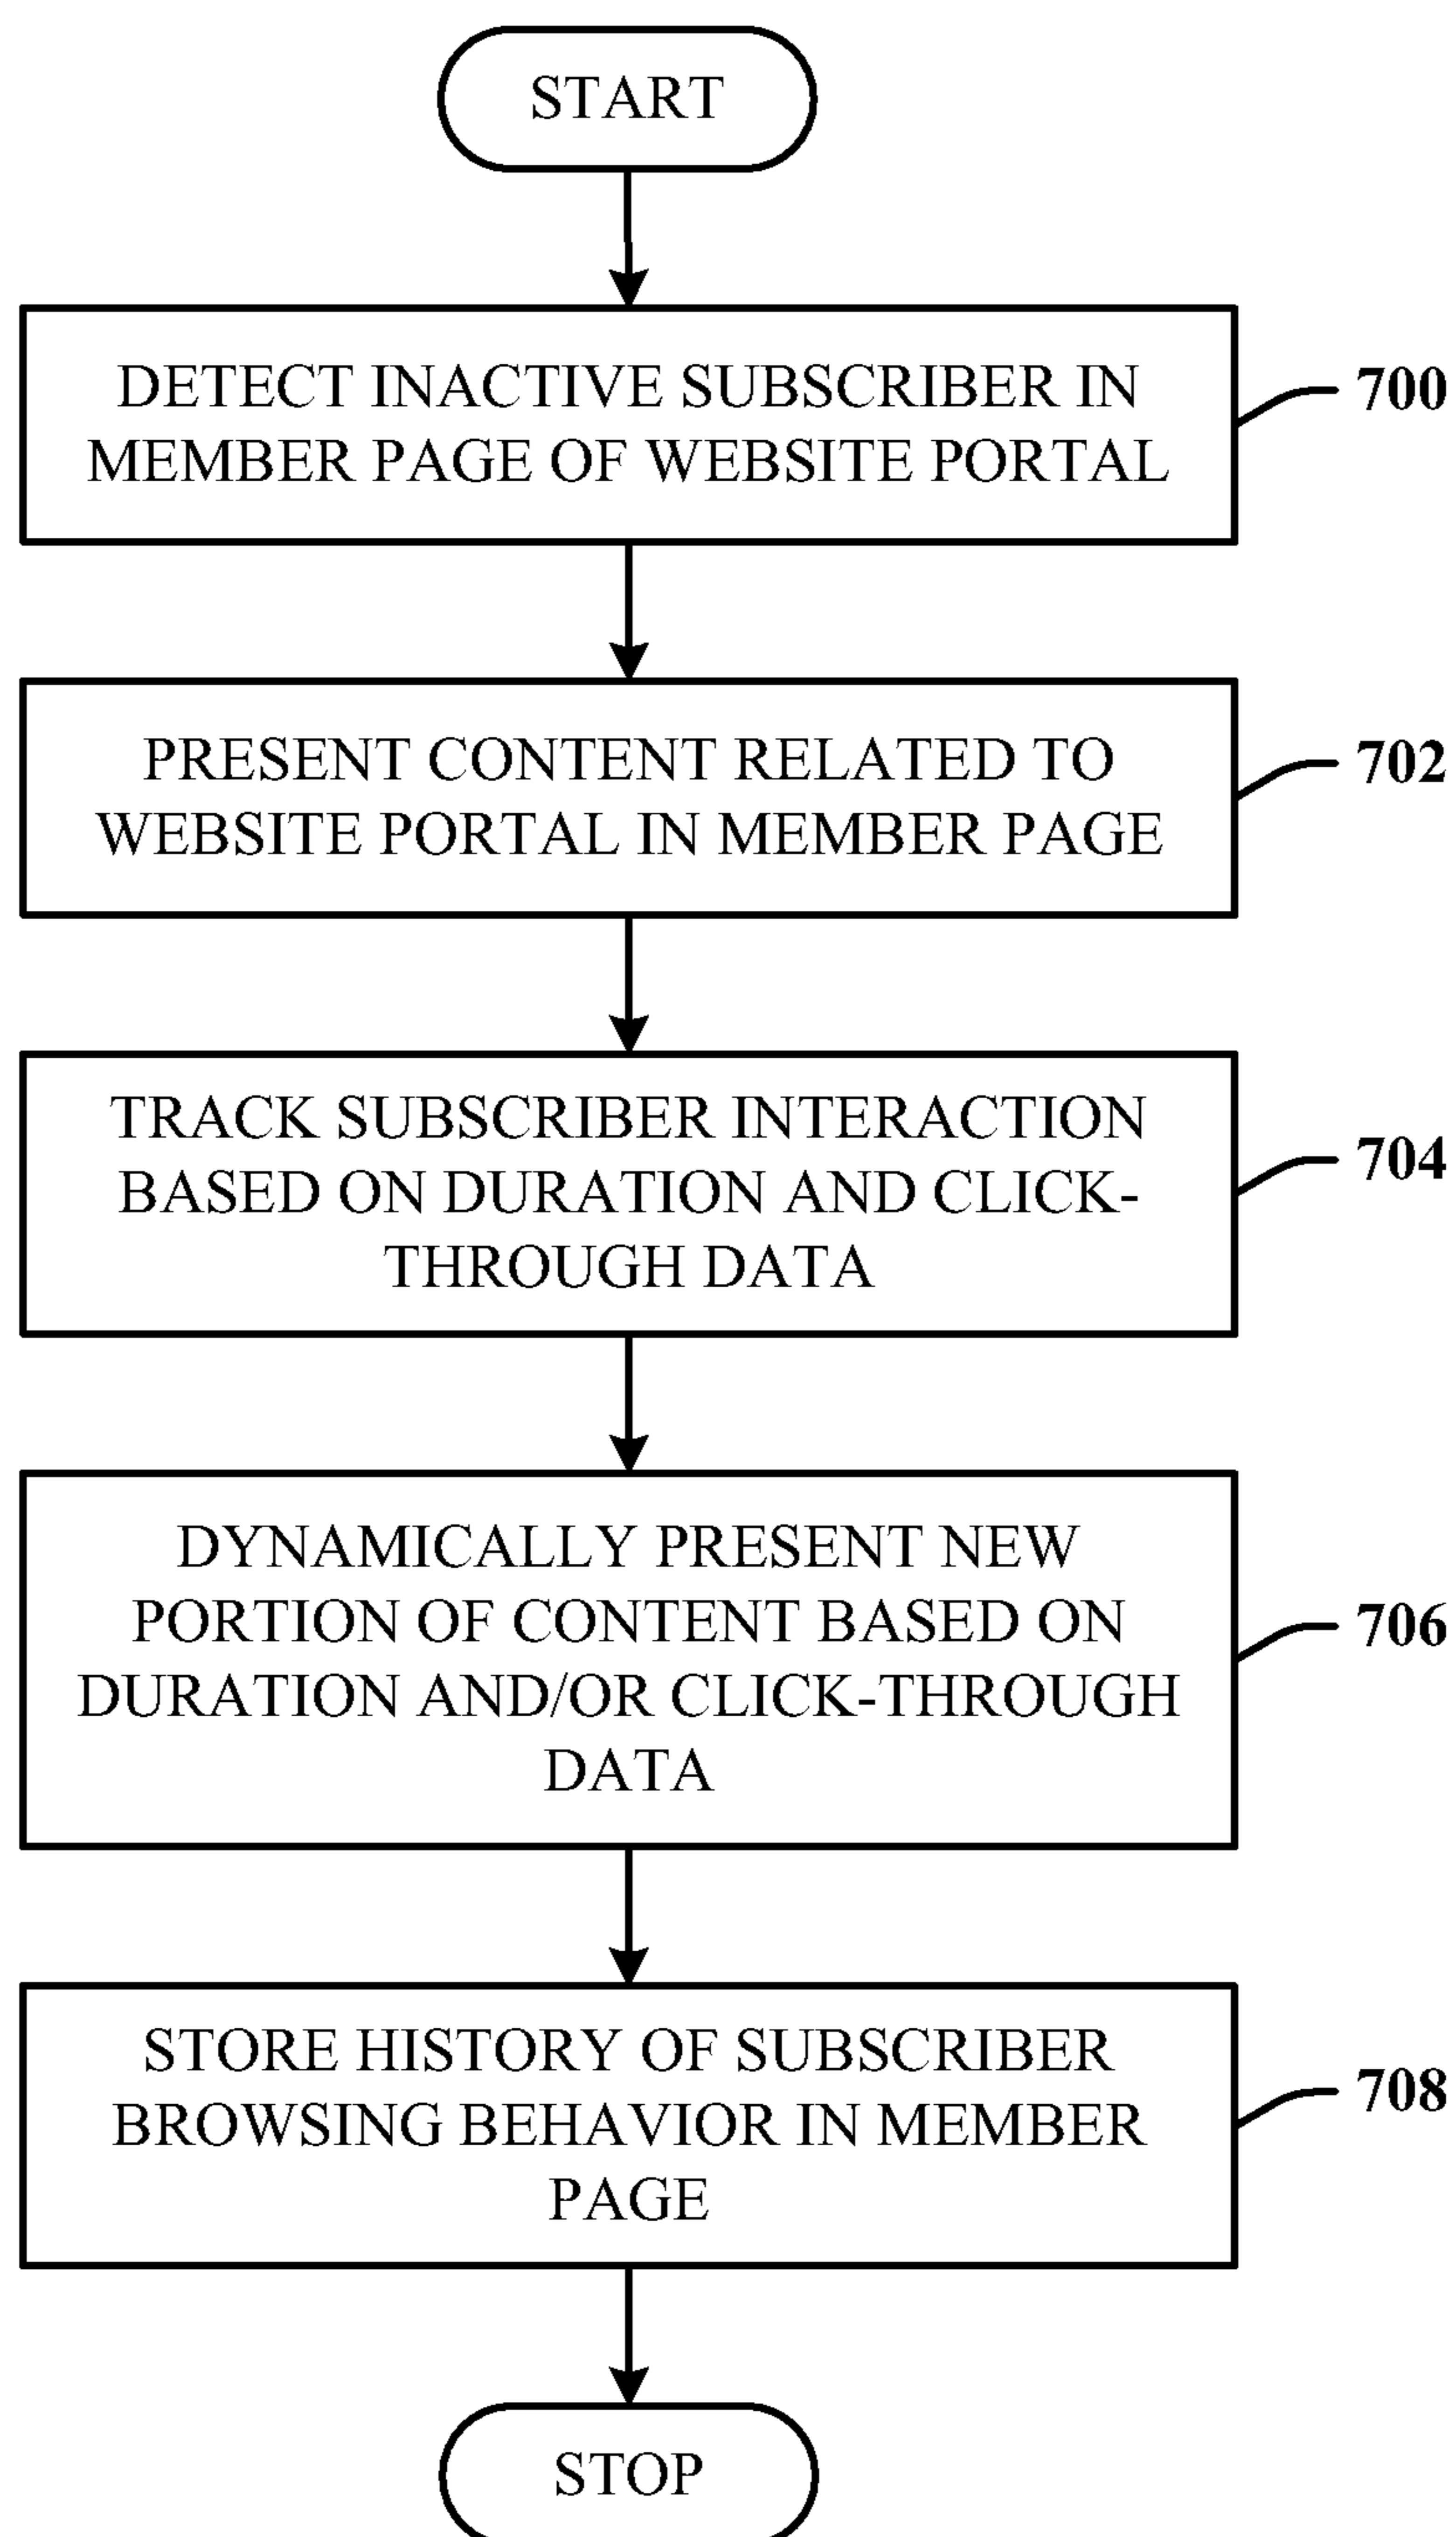 START
DETECT INACTIVE SUBSCRIBER IN
MEMBER PAGE OF WEBSITE PORTAL
700
PRESENT CONTENT RELATED TO
WEBSITE PORTAL IN MEMBER PAGE
702
TRACK SUBSCRIBER INTERACTION
BASED ON DURATION AND CLICK-
THROUGH DATA
704
DYNAMICALLY PRESENT NEW
PORTION OF CONTENT BASED ON
DURATION AND/OR CLICK-THROUGH
DATA
706
STORE HISTORY OF SUBSCRIBER
BROWSING BEHAVIOR IN MEMBER
PAGE
708
STOP